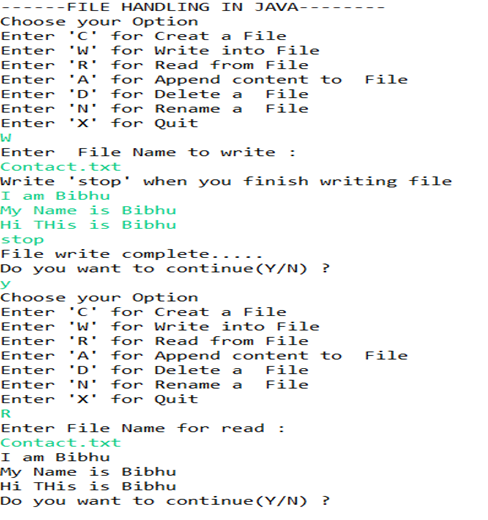 ------FILE HANDLING IN JAVA--------
Choose your Option
Enter 'C' for Creat a File
Enter 'W' for Write into File
Enter 'R' for Read from File
Enter 'A' for Append content to  File
Enter 'D' for Delete a  File
Enter 'N' for Rename a  File
Enter 'X' for Quit
W
Enter  File Name to write :
Contact.txt
Write 'stop' when you finish writing file
I am Bibhu
My Name is Bibhu
Hi THis is Bibhu
stop
File write complete.....
Do you want to continue(Y/N) ?
y
Choose your Option
Enter 'C' for Creat a File
Enter 'W' for Write into File
Enter 'R' for Read from File
Enter 'A' for Append content to  File
Enter 'D' for Delete a  File
Enter 'N' for Rename a  File
Enter 'X' for Quit
R
Enter File Name for read :
Contact.txt
I am Bibhu
My Name is Bibhu
Hi THis is Bibhu
Do you want to continue(Y/N) ?